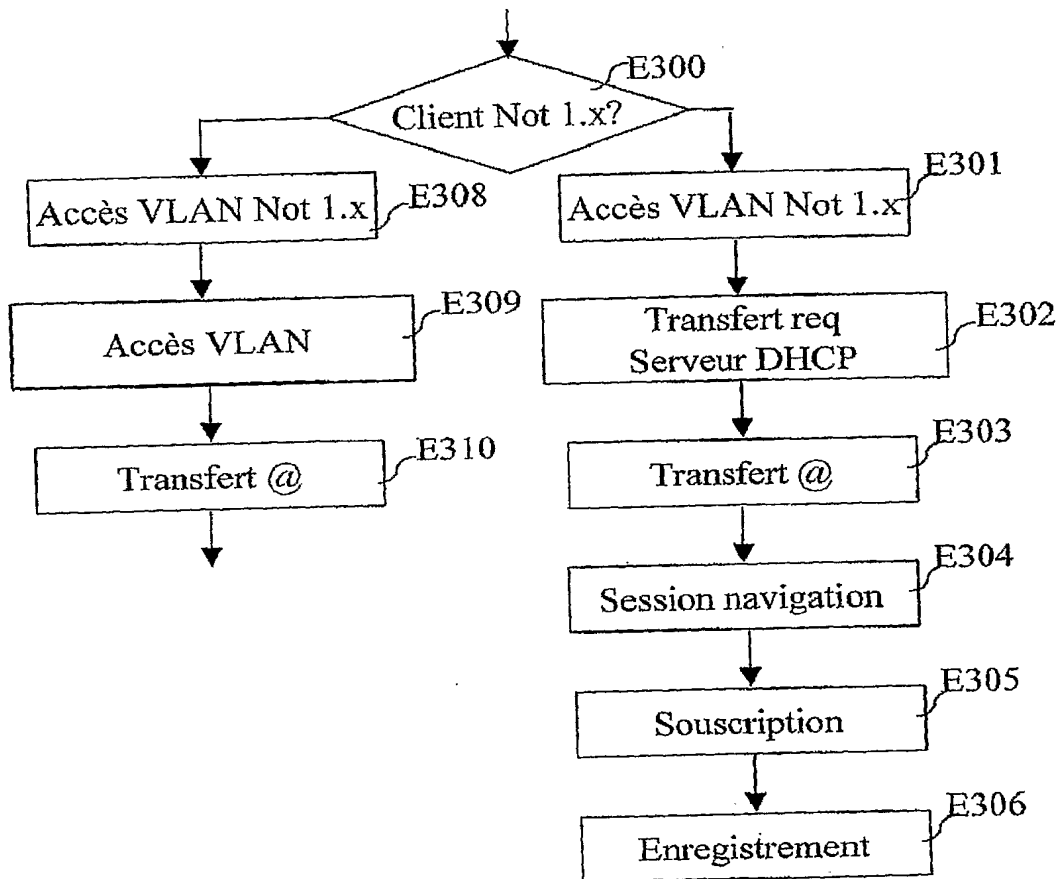 E300
Client Not 1.x?
E308
Accès VLAN Not 1.x
E301
Accès VLAN Not 1.x
E309
Accès VLAN
E302
Transfert req
Serveur DHCP
E310
Transfert @
E303
Transfert @
E304
Session navigation
E305
Souscription
E306
Enregistrement